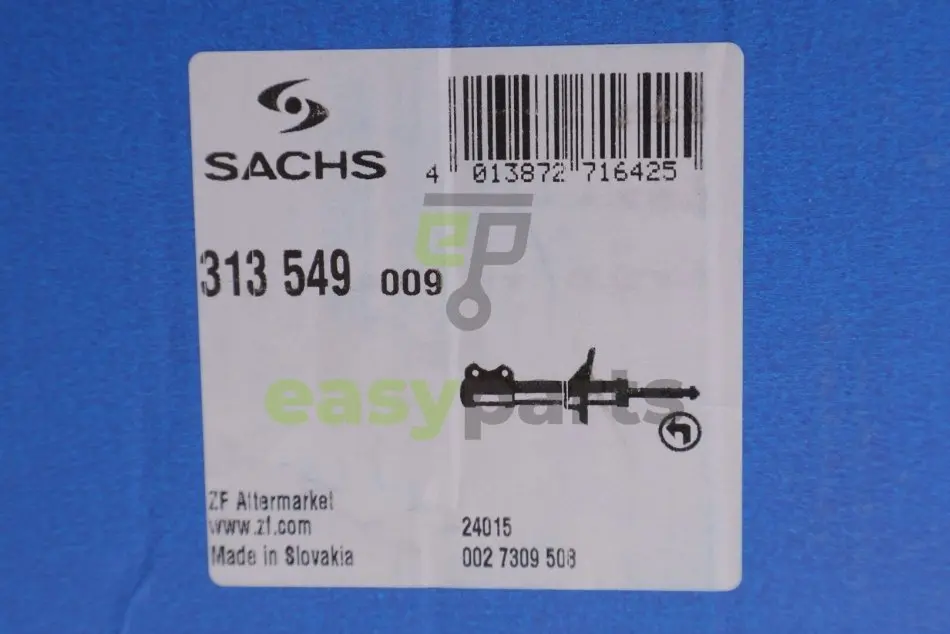 SACHS
4 013872 716425
eP
313 549 009
easyparts
ZF Aftermarket
www.zf.com
Made in Slovakia
24015
002 7309 508